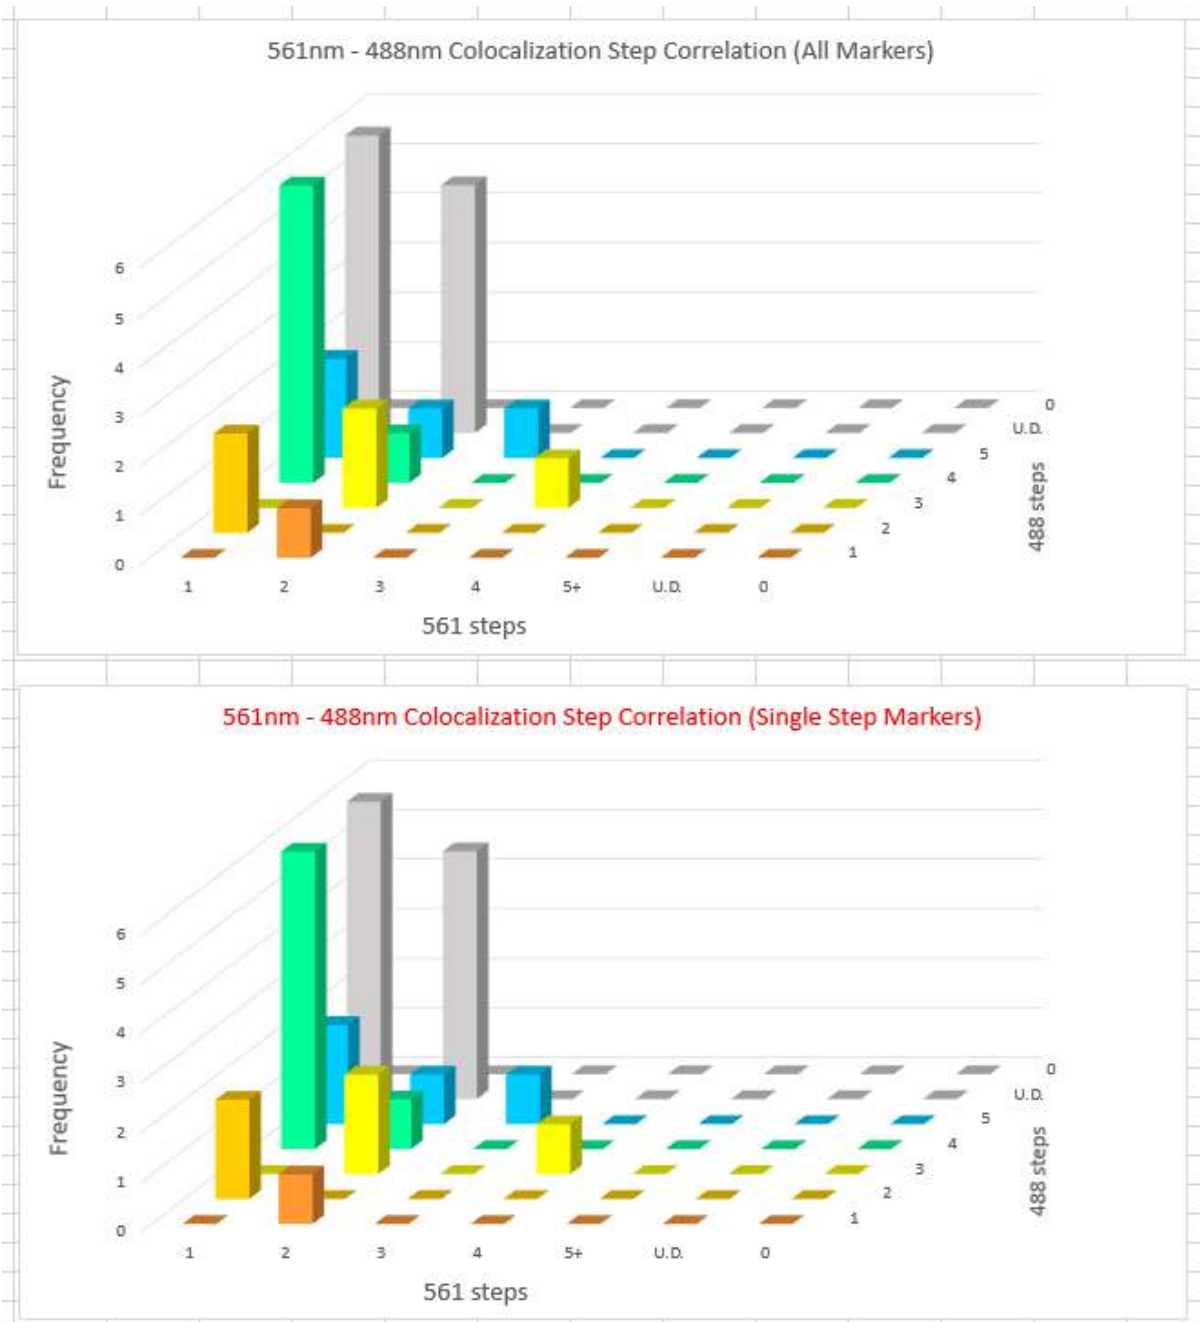 561nm - 488nm Colocalization Step Correlation (All Markers)
6
5
4
3
2
1
0
Frequency
1 2 3 4 5+ U.D. 0
561 steps
0
U.D.
5
4
3
2
1
488 steps
561nm - 488nm Colocalization Step Correlation (Single Step Markers)
6
5
4
3
2
1
0
Frequency
1 2 3 4 5+ U.D. 0
561 steps
0
U.D.
5
4
3
2
1
488 steps